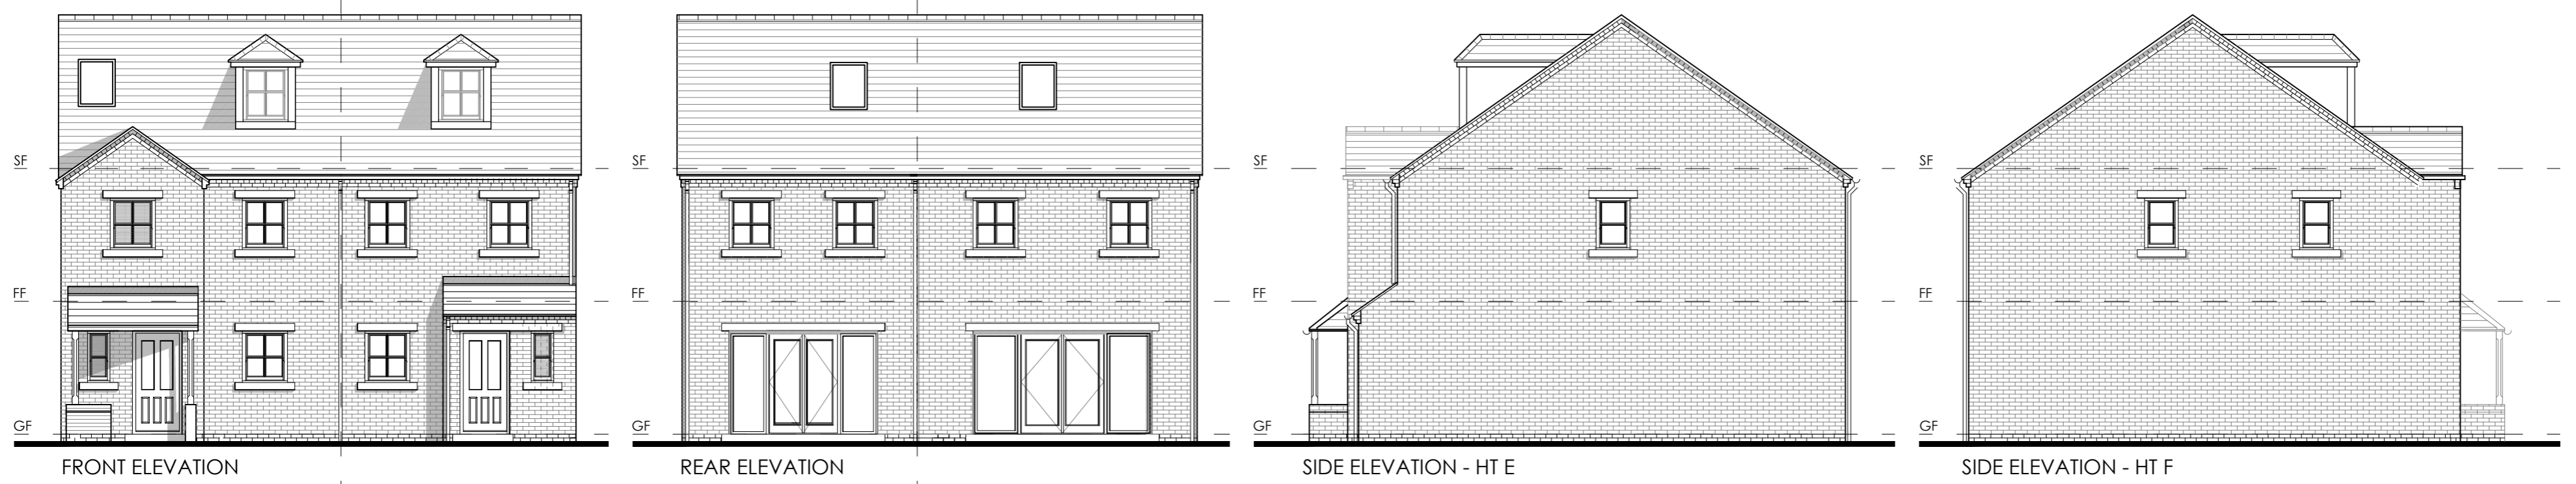 SF
FF
GF
FRONT ELEVATION
SF
FF
GF
REAR ELEVATION
SF
FF
GF
SIDE ELEVATION - HT E
SF
FF
GF
SIDE ELEVATION - HT F